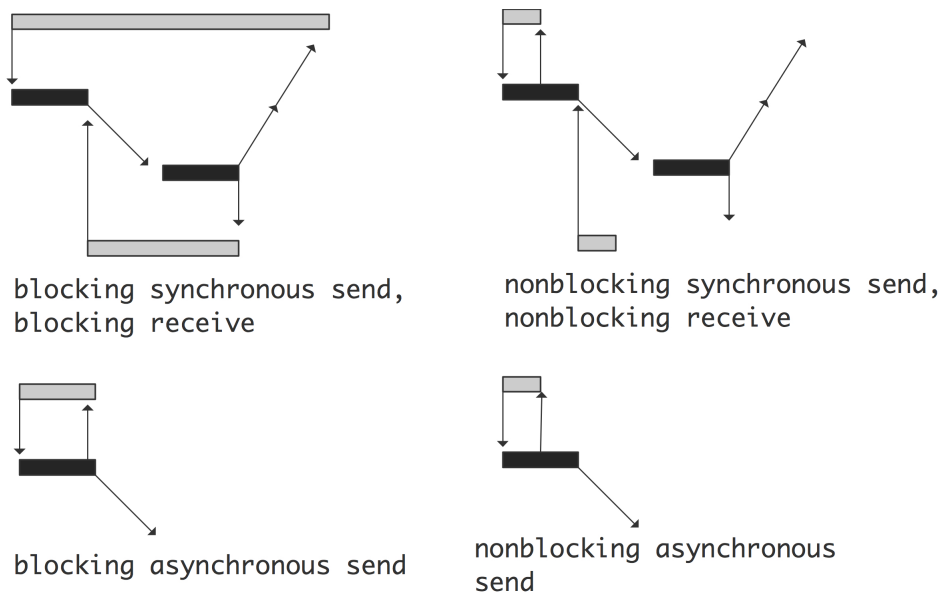 blocking synchronous send,
blocking receive
nonblocking synchronous send,
nonblocking receive
blocking asynchronous send
nonblocking asynchronous
send